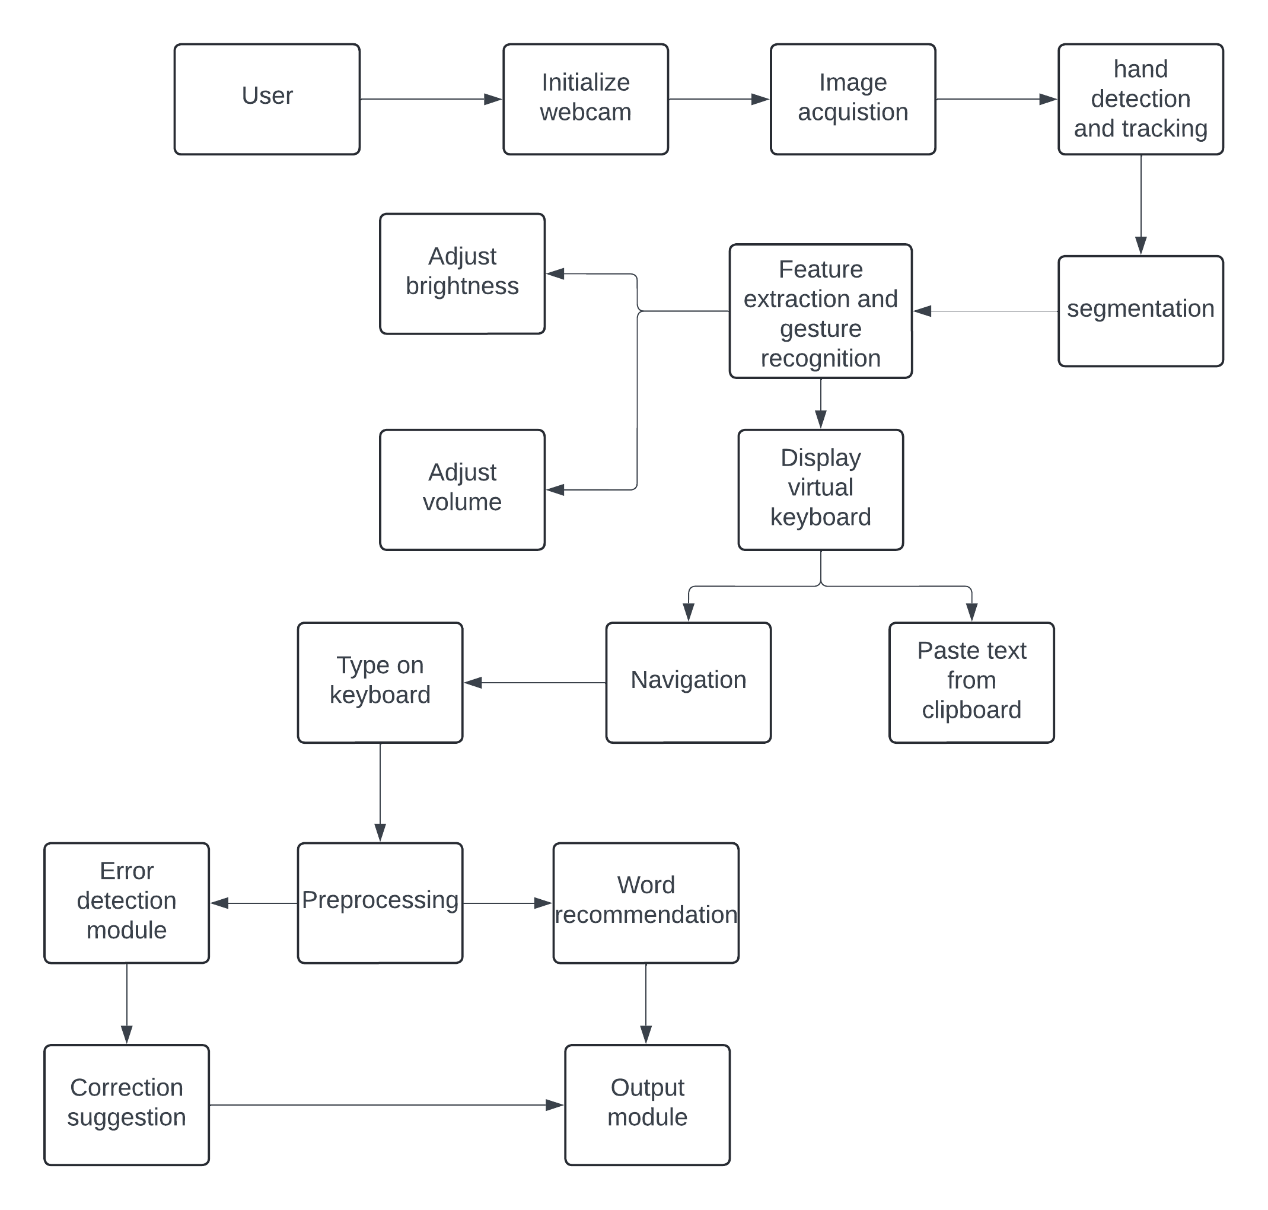 User
Initialize
webcam
Image
acquistion
hand
detection
and tracking
Adjust
brightness
Feature
extraction and
gesture
recognition
segmentation
Adjust
volume
Display
virtual
keyboard
Type on
keyboard
Navigation
Paste text
from
clipboard
Error
detection
module
Preprocessing
Word
recommendation
Correction
suggestion
Output
module